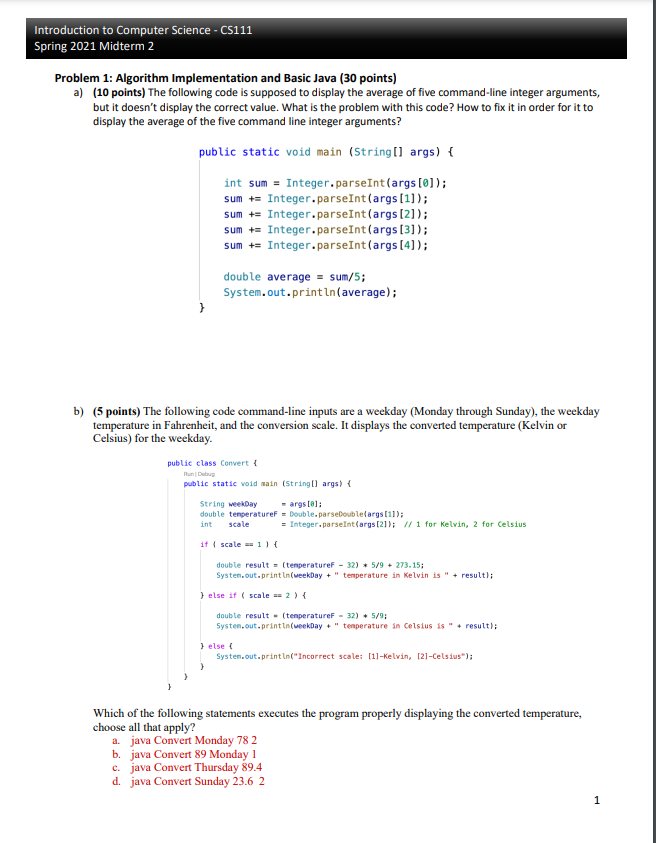 Introduction to Computer Science - CS111
Spring 2021 Midterm 2
Problem 1: Algorithm Implementation and Basic Java (30 points)
a) (10 points) The following code is supposed to display the average of five command-line integer arguments,
but it doesn't display the correct value. What is the problem with this code? How to fix it in order for it to
display the average of the five command line integer arguments?
public static void main (String[] args) {
int sum = Integer.parseInt(args[0]);
sum += Integer.parseInt(args[1]);
sum += Integer.parseInt(args[2]);
sum += Integer.parseInt(args[3]);
sum += Integer.parseInt(args[4]);
double average = sum/5;
System.out.println(average);
}
b) (5 points) The following code command-line inputs are a weekday (Monday through Sunday), the weekday
temperature in Fahrenheit, and the conversion scale. It displays the converted temperature (Kelvin or
Celsius) for the weekday.
public class Convert {
Run | Debug
public static void main (String[] args) {
String weekDay = args[0];
double temperatureF = Double.parseDouble(args[1]);
int scale = Integer.parseInt(args[2]); // 1 for Kelvin, 2 for Celsius
if ( scale == 1 ) {
double result = (temperatureF - 32) * 5/9 + 273.15;
System.out.println(weekDay + " temperature in Kelvin is " + result);
} else if ( scale == 2 ) {
double result = (temperatureF - 32) * 5/9;
System.out.println(weekDay + " temperature in Celsius is " + result);
} else {
System.out.println("Incorrect scale: [1]-Kelvin, [2]-Celsius");
}
}
}
Which of the following statements executes the program properly displaying the converted temperature,
choose all that apply?
a. java Convert Monday 78 2
b. java Convert 89 Monday 1
c. java Convert Thursday 89.4
d. java Convert Sunday 23.6 2
1